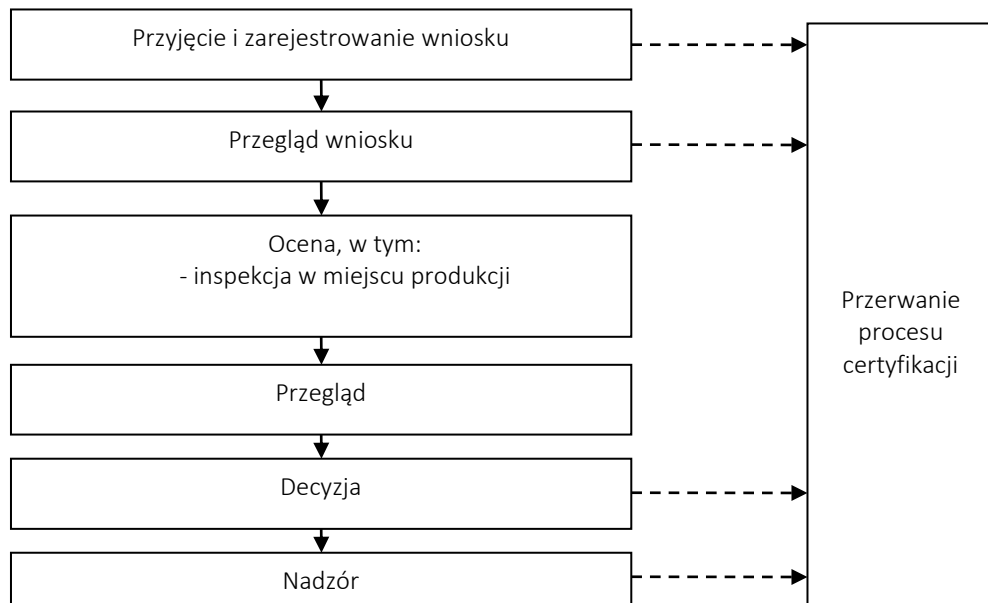 Przyjęcie i zarejestrowanie wniosku
Przegląd wniosku
Ocena, w tym:
- inspekcja w miejscu produkcji
Przegląd
Decyzja
Nadzór
Przerwanie
procesu
certyfikacji